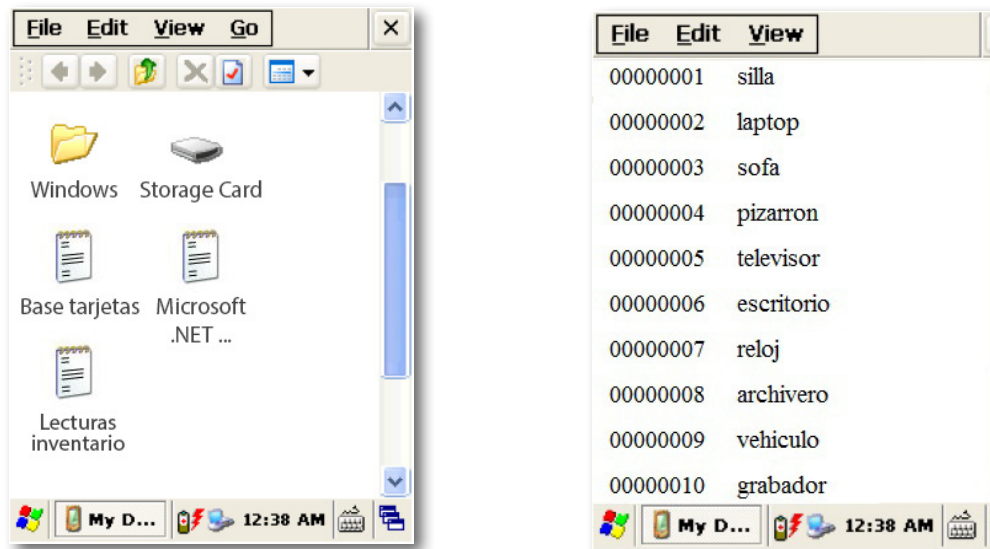 File Edit View Go
Windows Storage Card
Base tarjetas Microsoft
.NET ...
Lecturas
inventario
My D... 12:38 AM
File Edit View
00000001 silla
00000002 laptop
00000003 sofa
00000004 pizarron
00000005 televisor
00000006 escritorio
00000007 reloj
00000008 archivero
00000009 vehiculo
00000010 grabador
My D... 12:38 AM